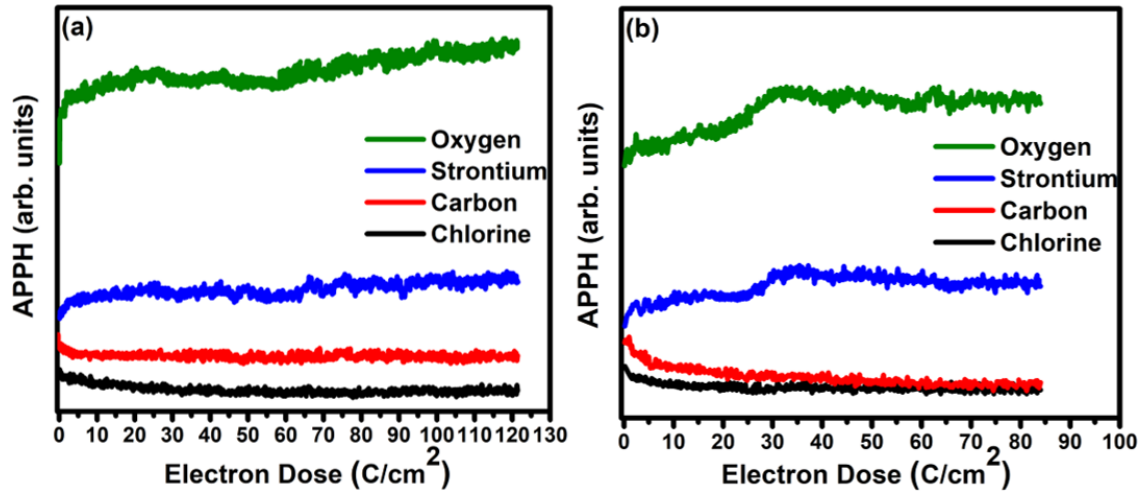 (a)
APPH (arb. units)
Oxygen
Strontium
Carbon
Chlorine
0 10 20 30 40 50 60 70 80 90 100 110 120 130
Electron Dose (C/cm²)
(b)
APPH (arb. units)
Oxygen
Strontium
Carbon
Chlorine
0 10 20 30 40 50 60 70 80 90 100
Electron Dose (C/cm²)